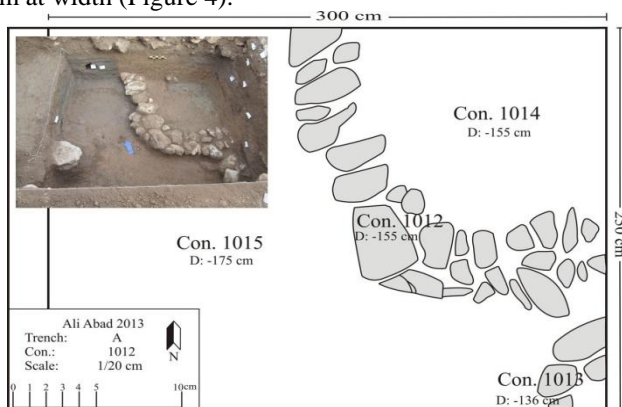 m at width (Figure 4).
300 cm
Con. 1014
D: -155 cm
250 cm
Con. 1012
D: -155 cm
Con. 1015
D: -175 cm
Ali Abad 2013
Trench: A
Con.: 1012
Scale: 1/20 cm
N
0 1 2 3 4 5 10cm
Con. 1013
D: -136 cm